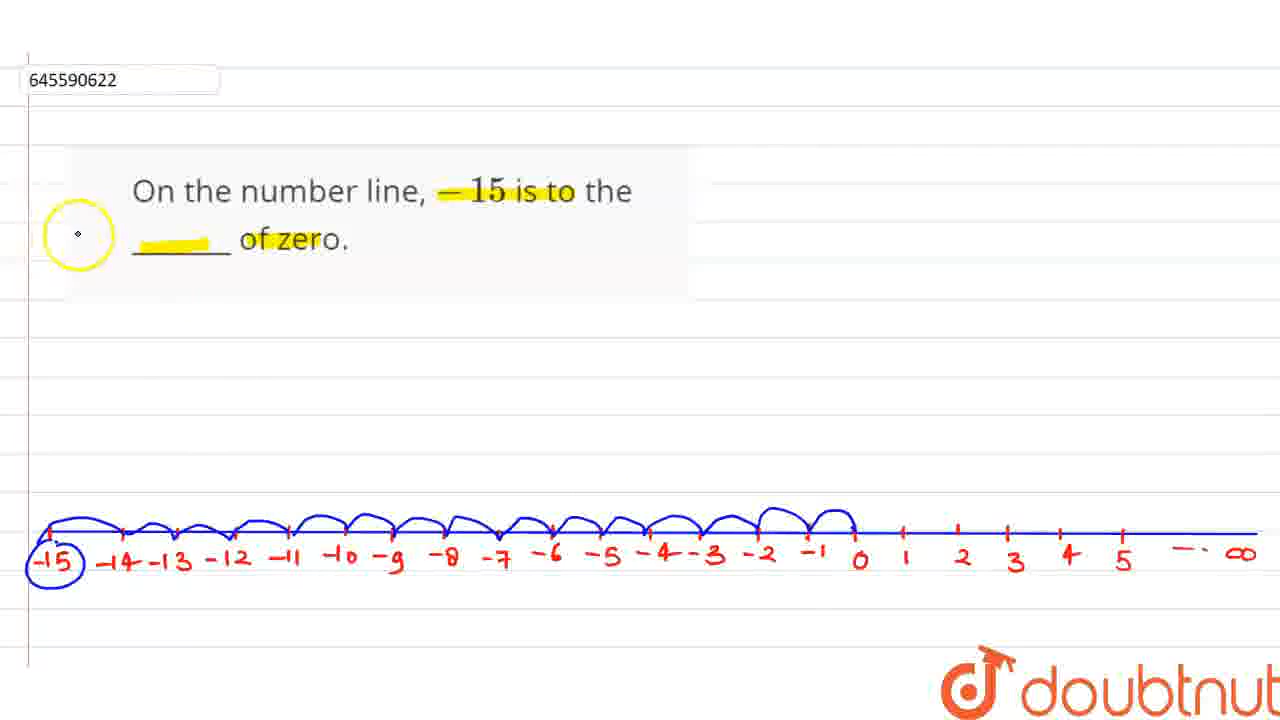 645590622
On the number line, −15 is to the
______ of zero.
-15 -14 -13 -12 -11 -10 -9 -8 -7 -6 -5 -4 -3 -2 -1 0 1 2 3 4 5 -- ∞
doubtnut